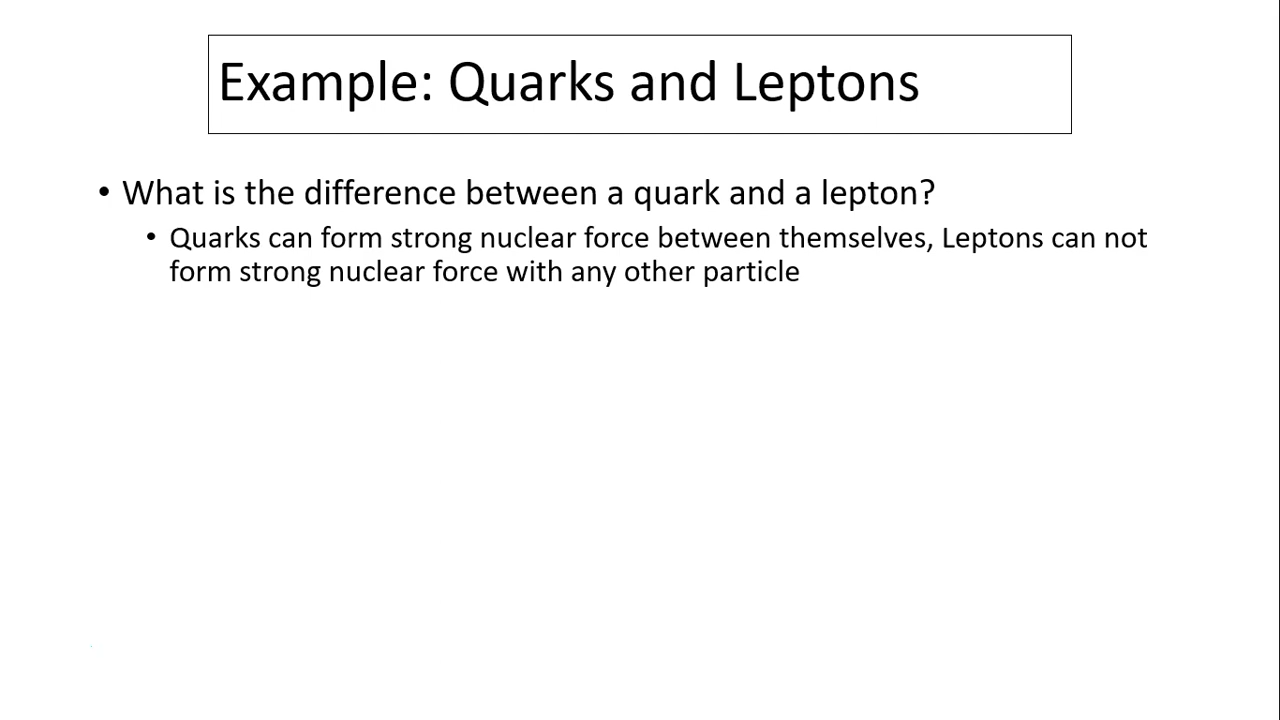 Example: Quarks and Leptons
• What is the difference between a quark and a lepton?
• Quarks can form strong nuclear force between themselves, Leptons can not
form strong nuclear force with any other particle